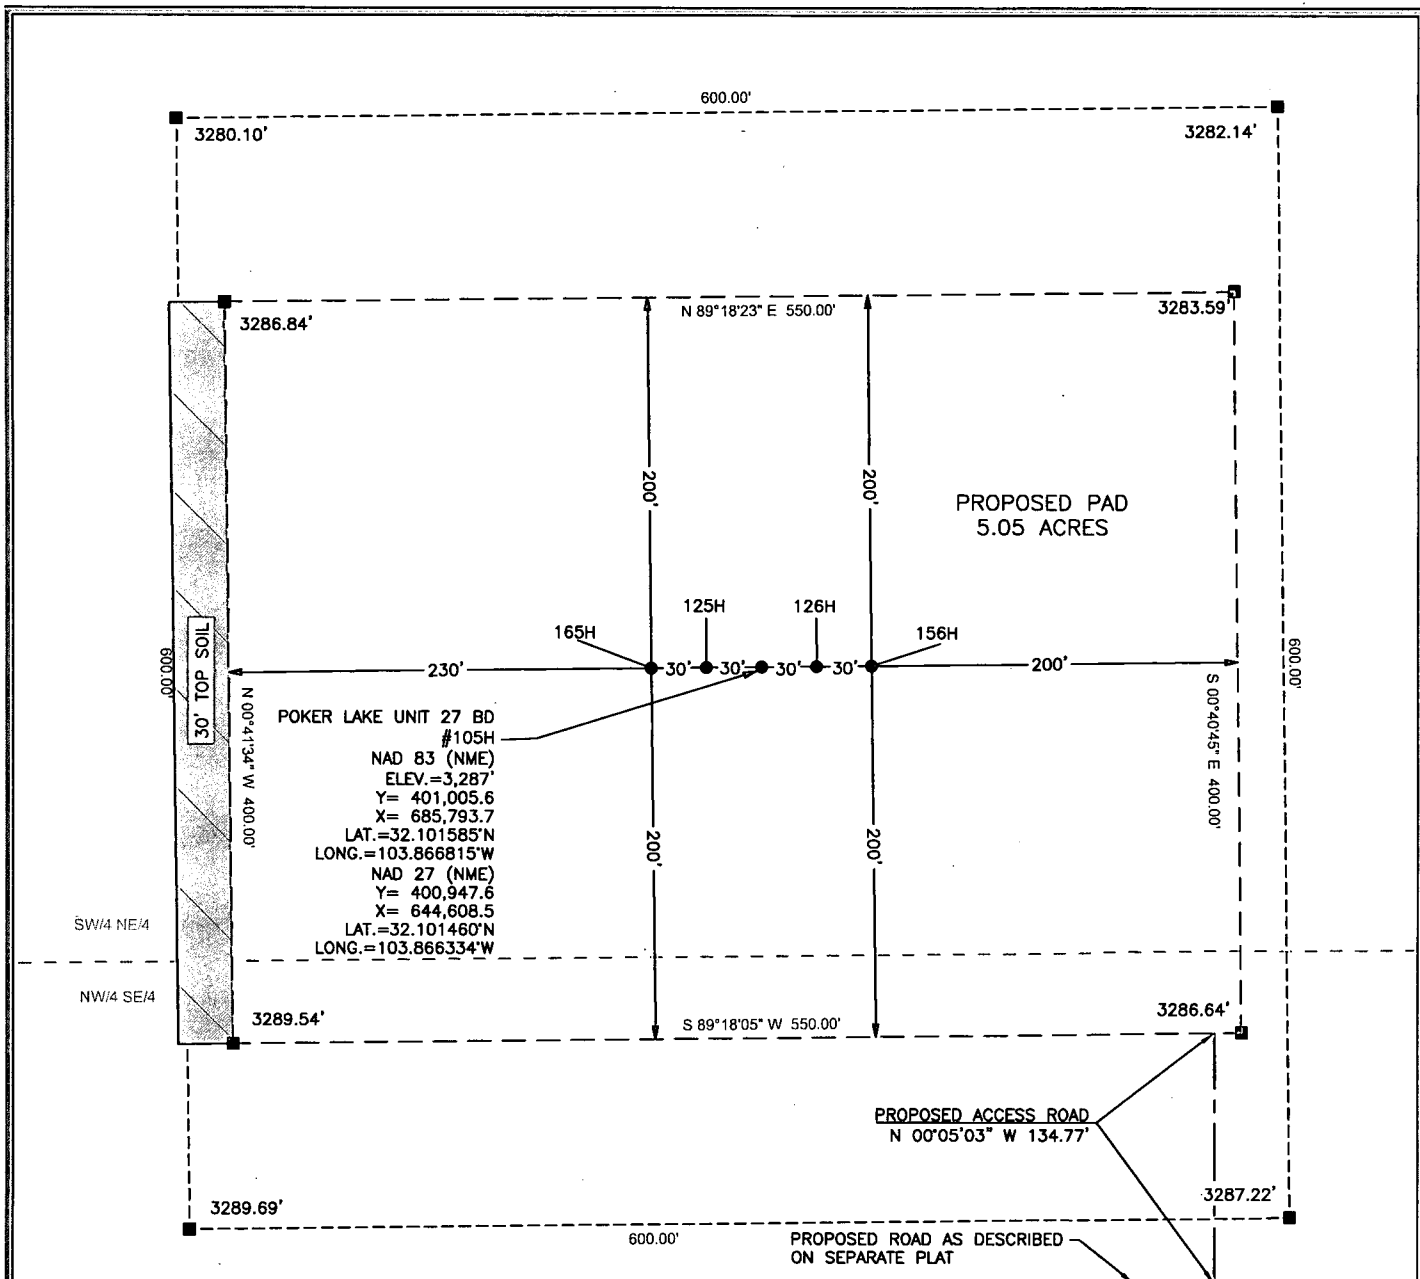 600.00'
3280.10'
3282.14'
N 89°18'23" E 550.00'
3286.84'
3283.59'
200'
200'
PROPOSED PAD
5.05 ACRES
125H
126H
165H
156H
230'
30'
30'
30'
30'
200'
600.00'
30' TOP SOIL
N 00°41'34" W 400.00'
S 00°40'45" E 400.00'
600.00'
POKER LAKE UNIT 27 BD
#105H
NAD 83 (NME)
ELEV.=3,287'
Y= 401,005.6
X= 685,793.7
LAT.=32.101585°N
LONG.=103.866815°W
NAD 27 (NME)
Y= 400,947.6
X= 644,608.5
LAT.=32.101460°N
LONG.=103.866334°W
200'
200'
SW/4 NE/4
NW/4 SE/4
3289.54'
S 89°18'05" W 550.00'
3286.64'
PROPOSED ACCESS ROAD
N 00°05'03" W 134.77'
3289.69'
3287.22'
600.00'
PROPOSED ROAD AS DESCRIBED
ON SEPARATE PLAT